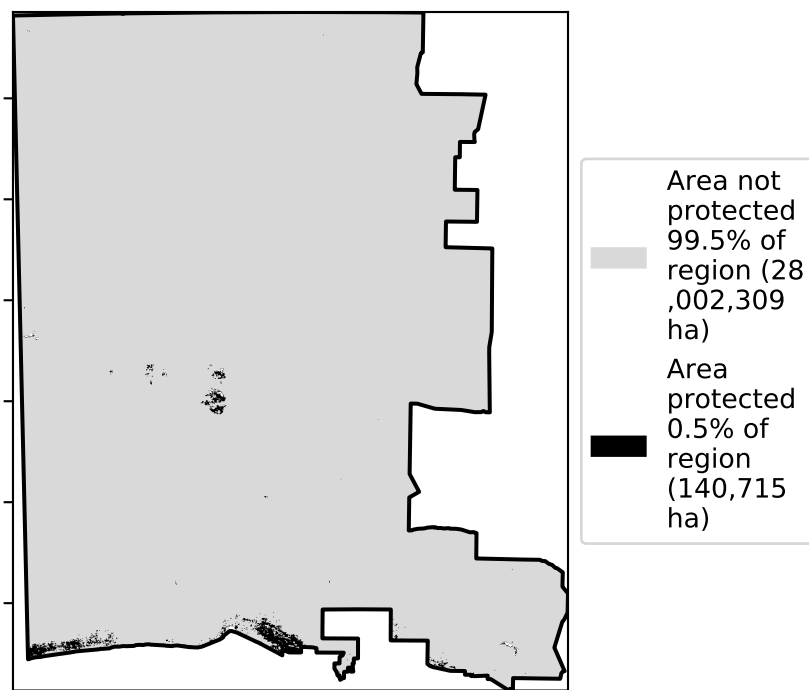 Area not
protected
99.5% of
region (28
,002,309
ha)
Area
protected
0.5% of
region
(140,715
ha)